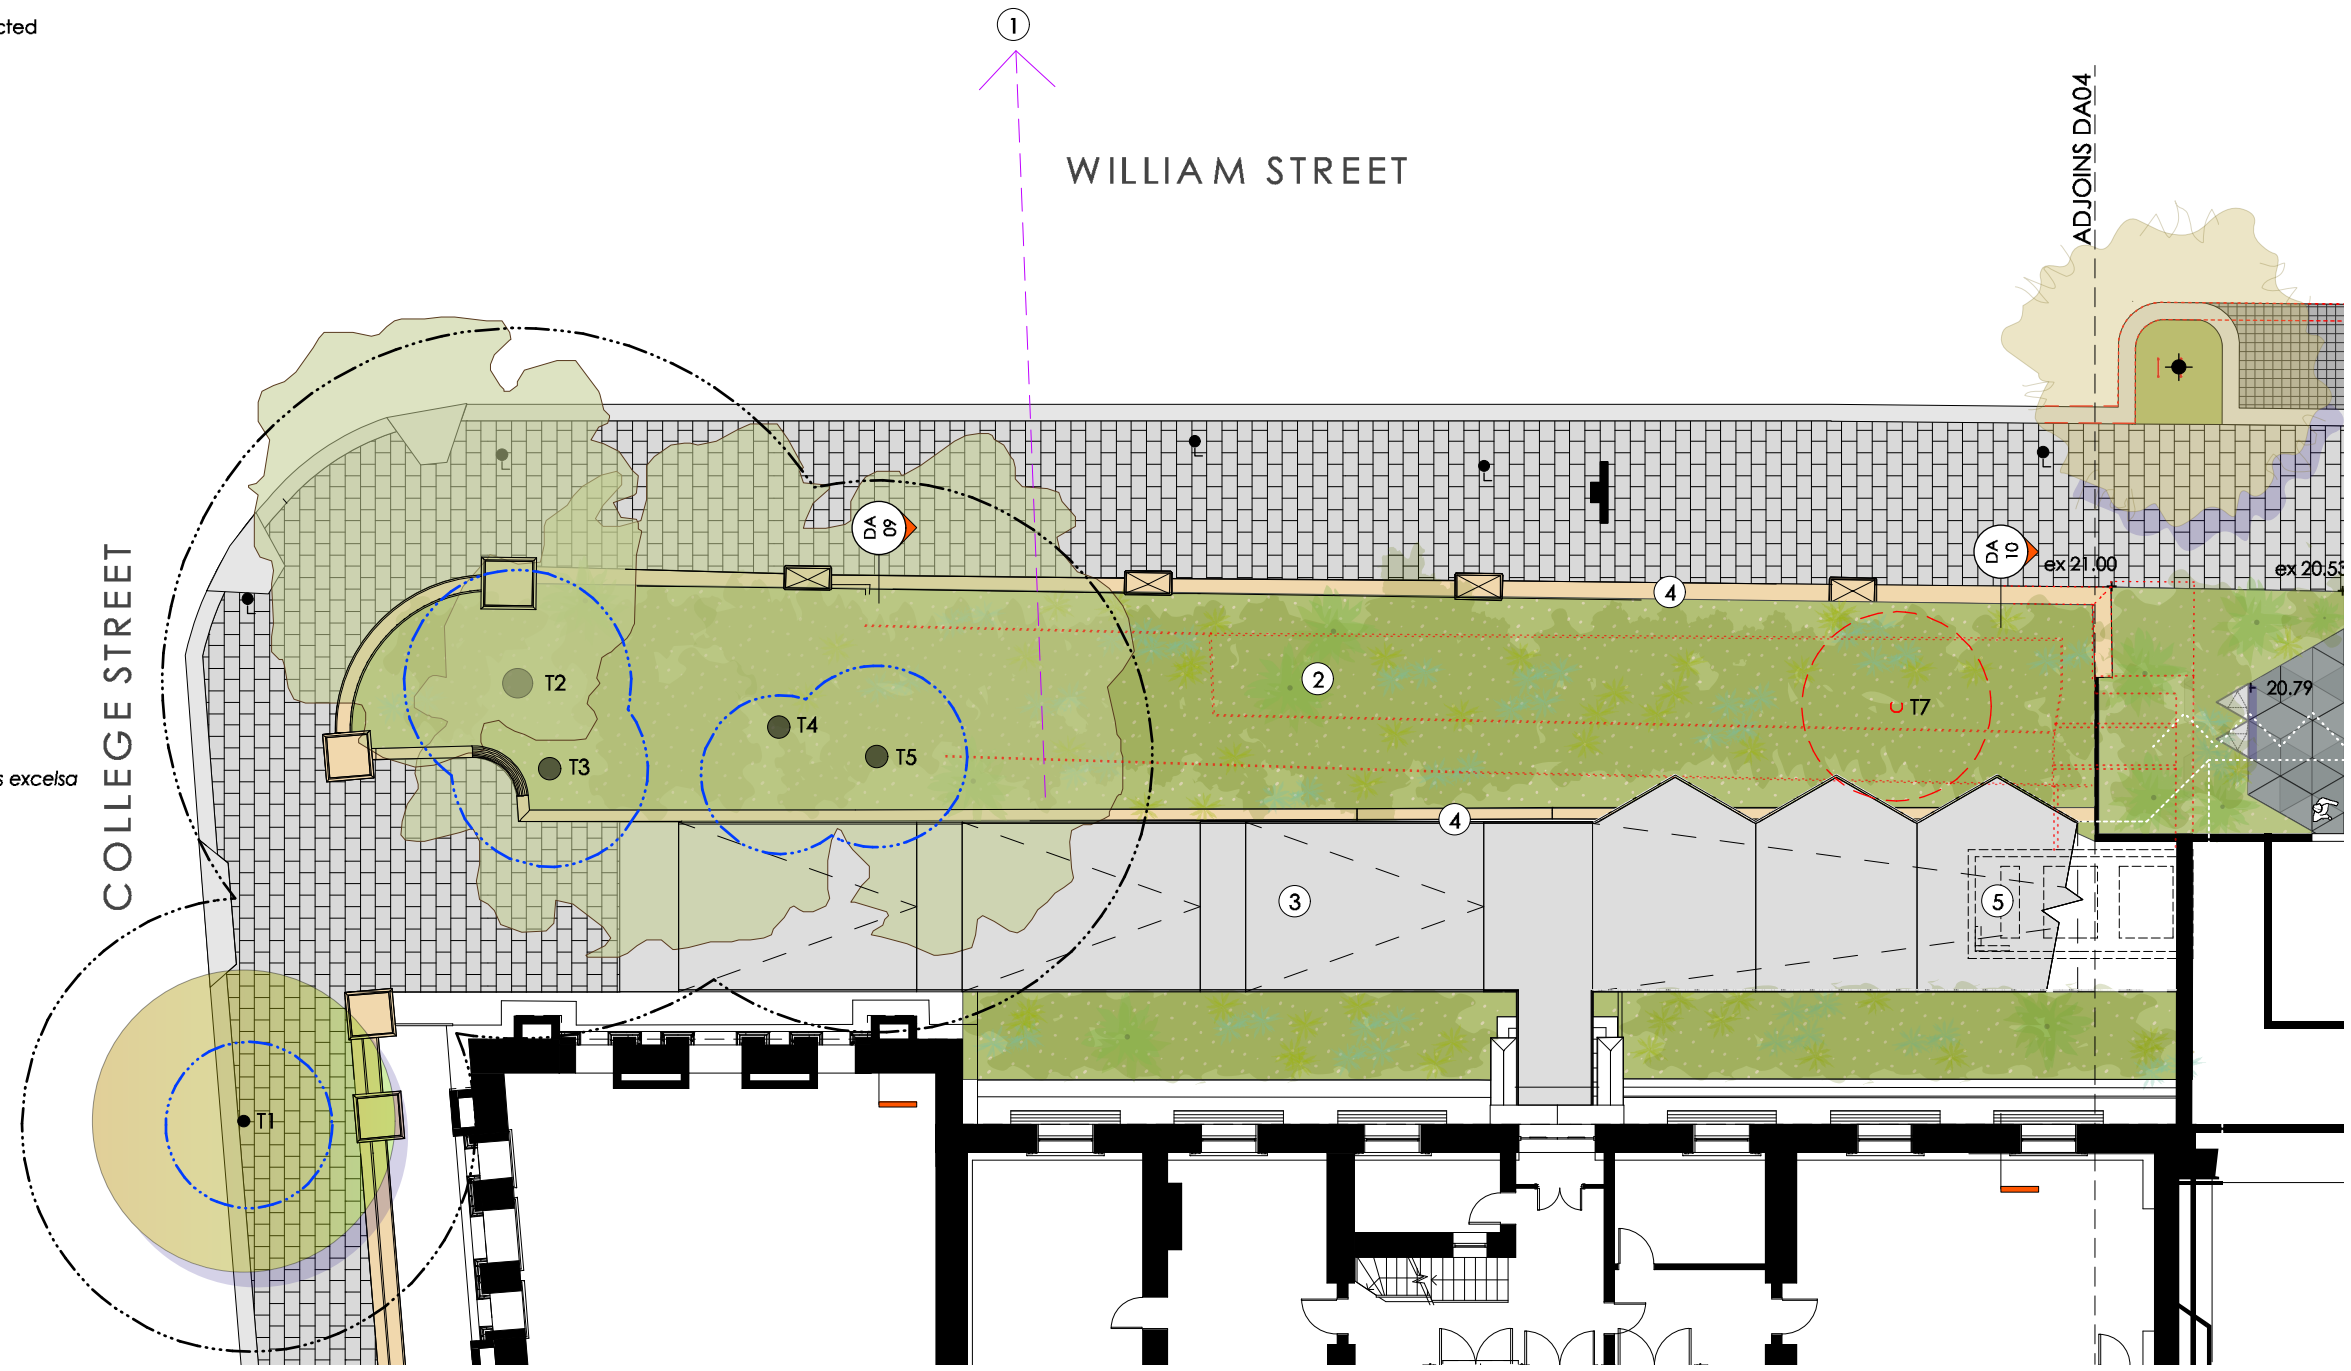 cted
1
WILLIAM STREET
ADJOINS DA04
DA
09
DA
10
ex 21.00
ex 20.53
4
COLLEGE STREET
T2
T3
T4
T5
2
T7
20.79
s excelsa
4
3
5
T1